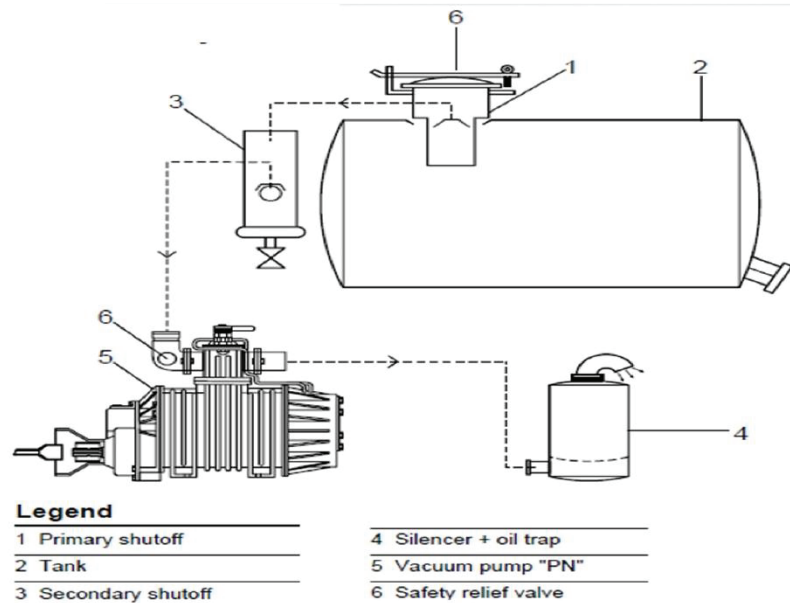 6
1
2
3
6
5
4
Legend
1 Primary shutoff
2 Tank
3 Secondary shutoff
4 Silencer + oil trap
5 Vacuum pump "PN"
6 Safety relief valve